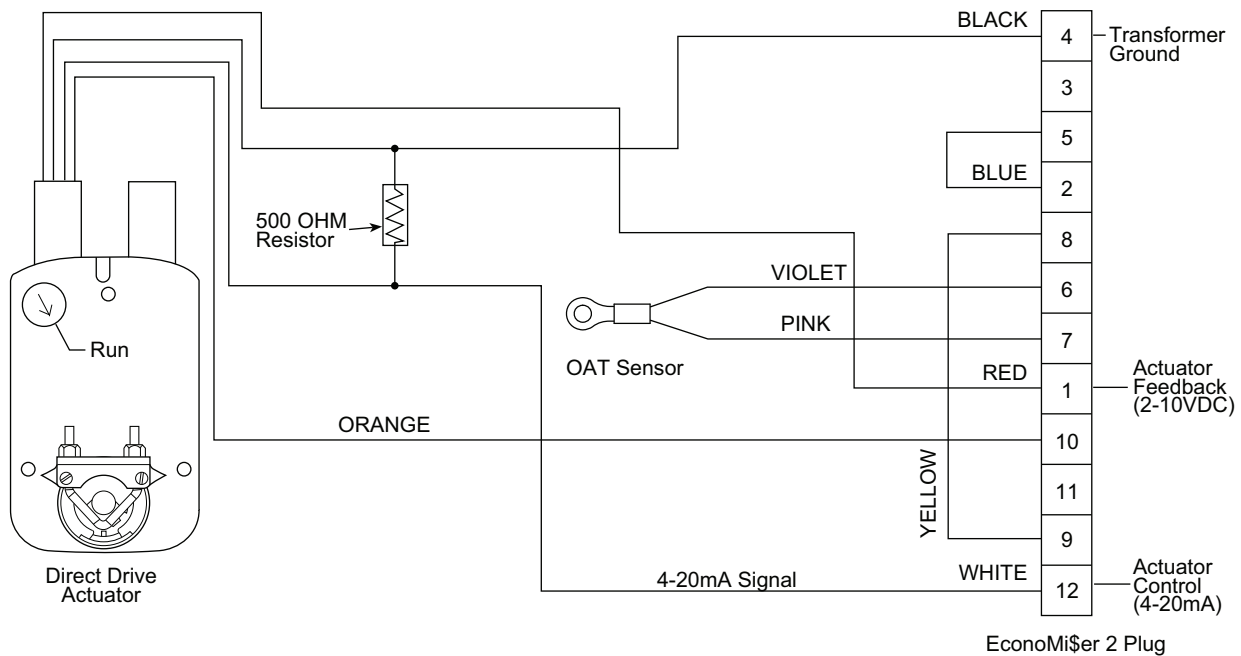 BLACK
4
Transformer
Ground
3
5
BLUE
2
500 OHM
Resistor
8
VIOLET
6
Run
PINK
7
OAT Sensor
RED
1
Actuator
Feedback
(2-10VDC)
ORANGE
10
YELLOW
11
9
Direct Drive
Actuator
4-20mA Signal
WHITE
12
Actuator
Control
(4-20mA)
EconoMi$er 2 Plug